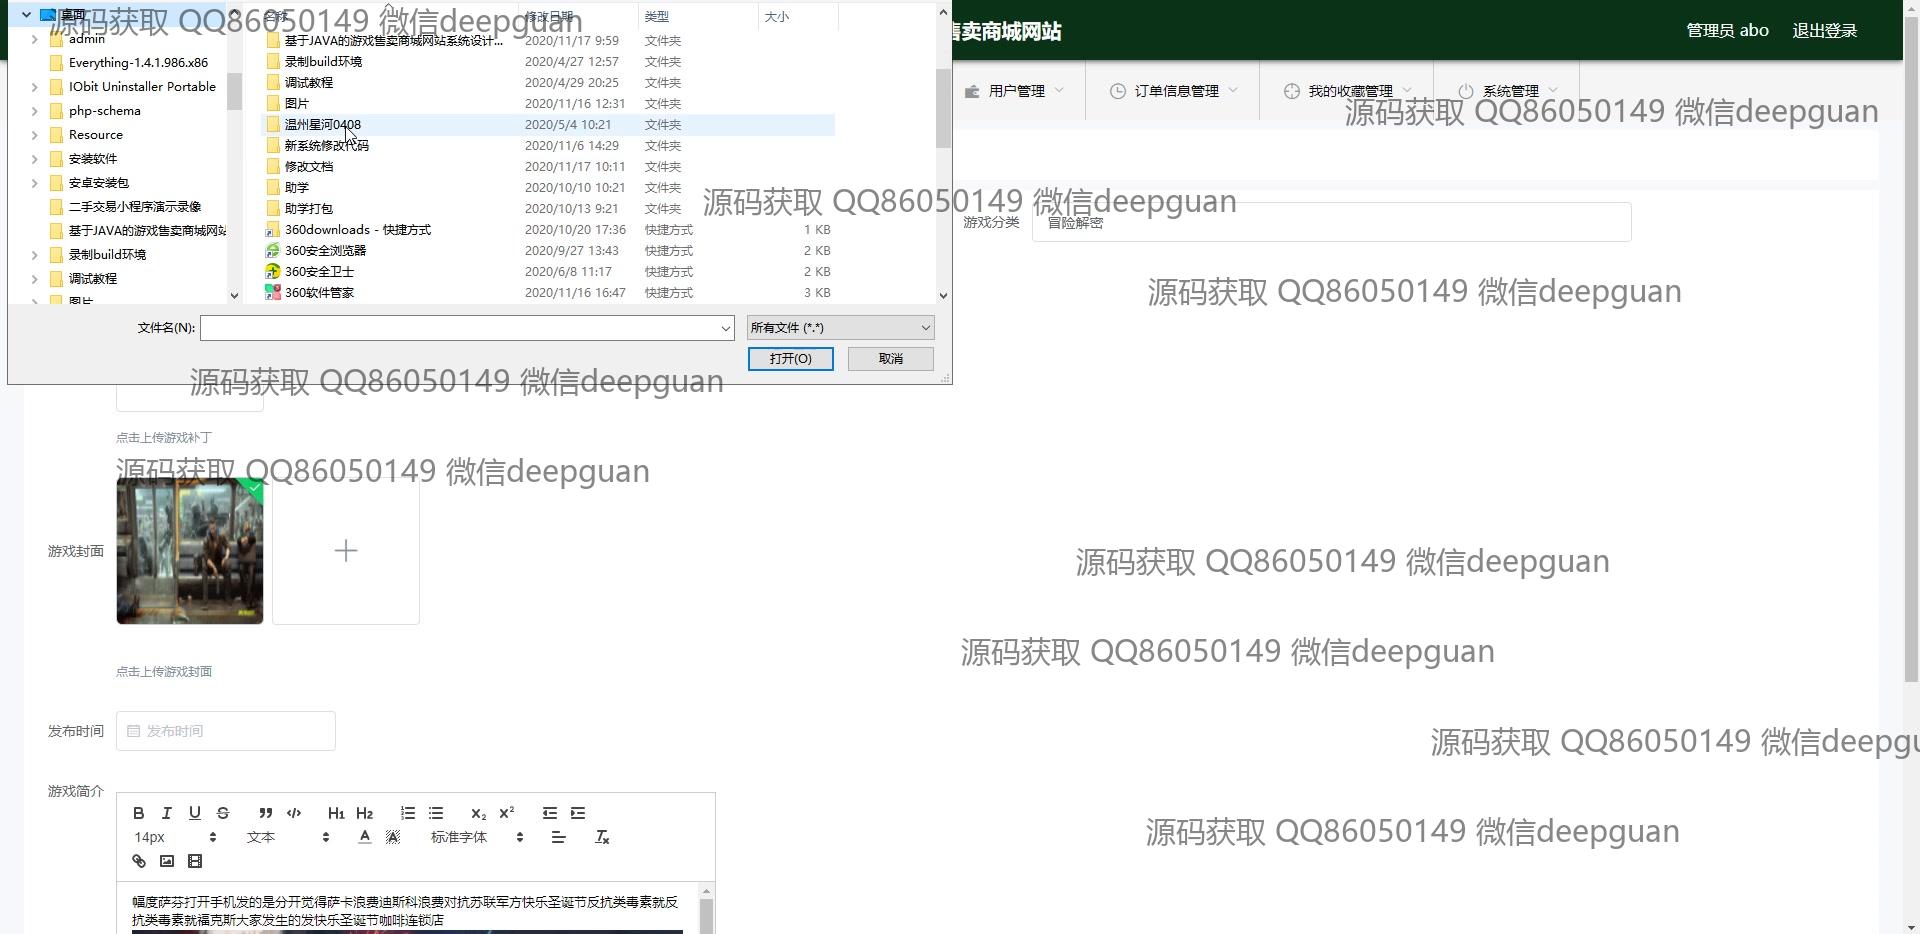 桌面
名称 修改日期 类型 大小
admin
Everything-1.4.1.986.x86
IObit Uninstaller Portable
php-schema
Resource
安装软件
安卓安装包
二手交易小程序演示录像
基于JAVA的游戏售卖商城网站
录制build环境
调试教程
图片
基于JAVA的游戏售卖商城网站系统设计... 2020/11/17 9:59 文件夹
录制build环境 2020/4/27 12:57 文件夹
调试教程 2020/4/29 20:25 文件夹
图片 2020/11/16 12:31 文件夹
温州星河0408 2020/5/4 10:21 文件夹
新系统修改代码 2020/11/6 14:29 文件夹
修改文档 2020/11/17 10:11 文件夹
助学 2020/10/10 10:21 文件夹
助学打包 2020/10/13 9:21 文件夹
360downloads - 快捷方式 2020/10/20 17:36 快捷方式 1 KB
360安全浏览器 2020/9/27 13:43 快捷方式 2 KB
360安全卫士 2020/6/8 11:17 快捷方式 2 KB
360软件管家 2020/11/16 16:47 快捷方式 3 KB
文件名(N): 所有文件 (*.*)
打开(O) 取消
售卖商城网站 管理员 abo 退出登录
用户管理 订单信息管理 我的收藏管理 系统管理
游戏分类 冒险解密
点击上传游戏补丁
游戏封面
点击上传游戏封面
发布时间 发布时间
游戏简介
B I U S H1 H2 x2 x2
14px 文本 A A 标准字体 Tx
幅度萨芬打开手机发的是分开觉得萨卡浪费迪斯科浪费对抗苏联军方快乐圣诞节反抗类毒素就反
抗类毒素就福克斯大家发生的发快乐圣诞节咖啡连锁店
源码获取 QQ86050149 微信deepguan
源码获取 QQ86050149 微信deepguan
源码获取 QQ86050149 微信deepguan
源码获取 QQ86050149 微信deepguan
源码获取 QQ86050149 微信deepguan
源码获取 QQ86050149 微信deepguan
源码获取 QQ86050149 微信deepguan
源码获取 QQ86050149 微信deepguan
源码获取 QQ86050149 微信deepgu
源码获取 QQ86050149 微信deepguan